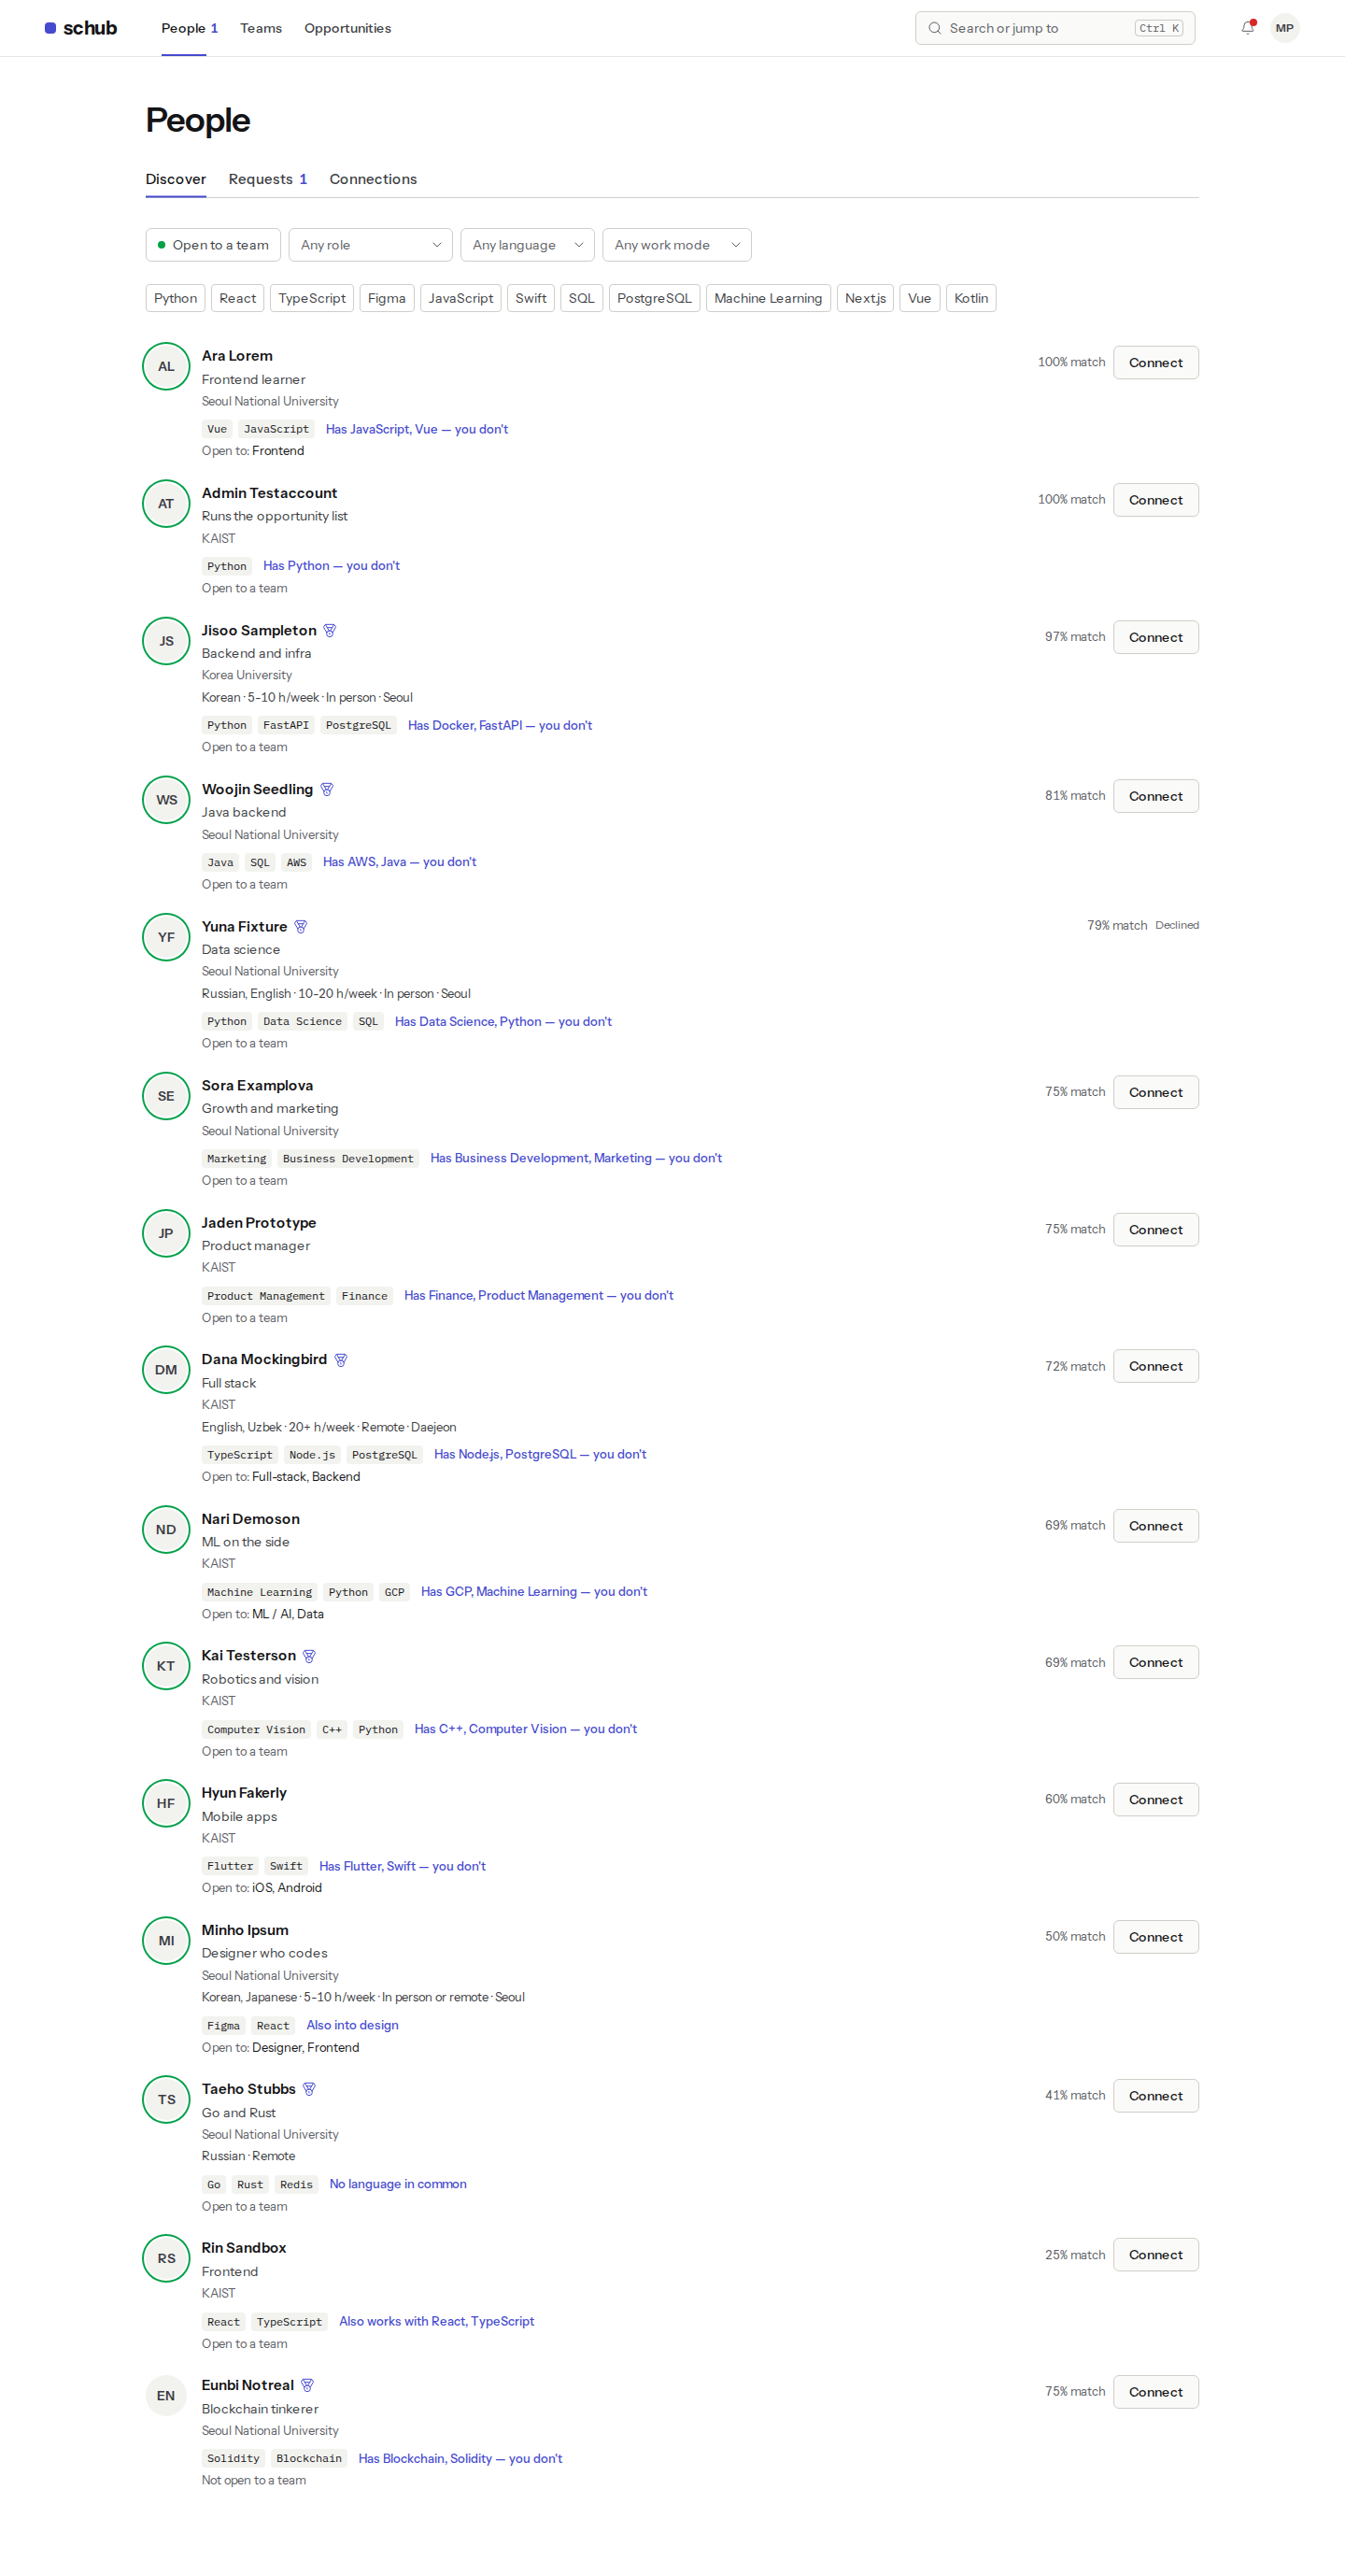 schub People 1 Teams Opportunities Search or jump to Ctrl K MP
People
Discover Requests 1 Connections
Open to a team Any role Any language Any work mode
Python React TypeScript Figma JavaScript Swift SQL PostgreSQL Machine Learning Next.js Vue Kotlin
AL Ara Lorem 100% match Connect
Frontend learner
Seoul National University
Vue JavaScript Has JavaScript, Vue — you don't
Open to: Frontend
AT Admin Testaccount 100% match Connect
Runs the opportunity list
KAIST
Python Has Python — you don't
Open to a team
JS Jisoo Sampleton 97% match Connect
Backend and infra
Korea University
Korean · 5-10 h/week · In person · Seoul
Python FastAPI PostgreSQL Has Docker, FastAPI — you don't
Open to a team
WS Woojin Seedling 81% match Connect
Java backend
Seoul National University
Java SQL AWS Has AWS, Java — you don't
Open to a team
YF Yuna Fixture 79% match Declined
Data science
Seoul National University
Russian, English · 10-20 h/week · In person · Seoul
Python Data Science SQL Has Data Science, Python — you don't
Open to a team
SE Sora Examplova 75% match Connect
Growth and marketing
Seoul National University
Marketing Business Development Has Business Development, Marketing — you don't
Open to a team
JP Jaden Prototype 75% match Connect
Product manager
KAIST
Product Management Finance Has Finance, Product Management — you don't
Open to a team
DM Dana Mockingbird 72% match Connect
Full stack
KAIST
English, Uzbek · 20+ h/week · Remote · Daejeon
TypeScript Node.js PostgreSQL Has Node.js, PostgreSQL — you don't
Open to: Full-stack, Backend
ND Nari Demoson 69% match Connect
ML on the side
KAIST
Machine Learning Python GCP Has GCP, Machine Learning — you don't
Open to: ML / AI, Data
KT Kai Testerson 69% match Connect
Robotics and vision
KAIST
Computer Vision C++ Python Has C++, Computer Vision — you don't
Open to a team
HF Hyun Fakerly 60% match Connect
Mobile apps
KAIST
Flutter Swift Has Flutter, Swift — you don't
Open to: iOS, Android
MI Minho Ipsum 50% match Connect
Designer who codes
Seoul National University
Korean, Japanese · 5-10 h/week · In person or remote · Seoul
Figma React Also into design
Open to: Designer, Frontend
TS Taeho Stubbs 41% match Connect
Go and Rust
Seoul National University
Russian · Remote
Go Rust Redis No language in common
Open to a team
RS Rin Sandbox 25% match Connect
Frontend
KAIST
React TypeScript Also works with React, TypeScript
Open to a team
EN Eunbi Notreal 75% match Connect
Blockchain tinkerer
Seoul National University
Solidity Blockchain Has Blockchain, Solidity — you don't
Not open to a team